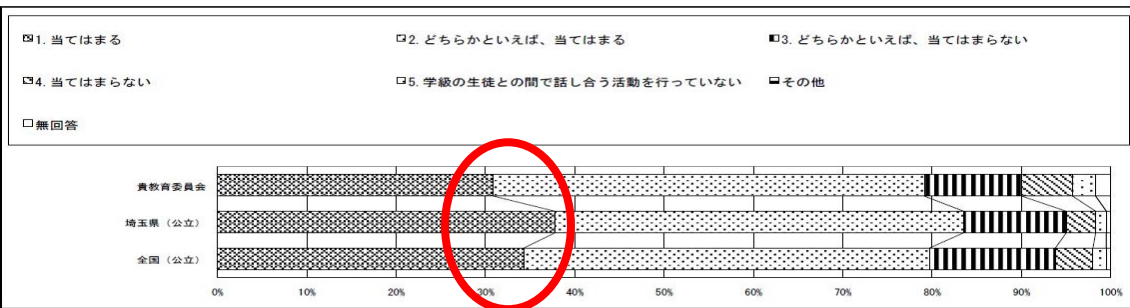 1. 当てはまる 2. どちらかといえば、当てはまる 3. どちらかといえば、当てはまらない
4. 当てはまらない 5. 学級の生徒との間で話し合う活動を行っていない その他
無回答
貴教育委員会
埼玉県（公立）
全国（公立）
0% 10% 20% 30% 40% 50% 60% 70% 80% 90% 100%